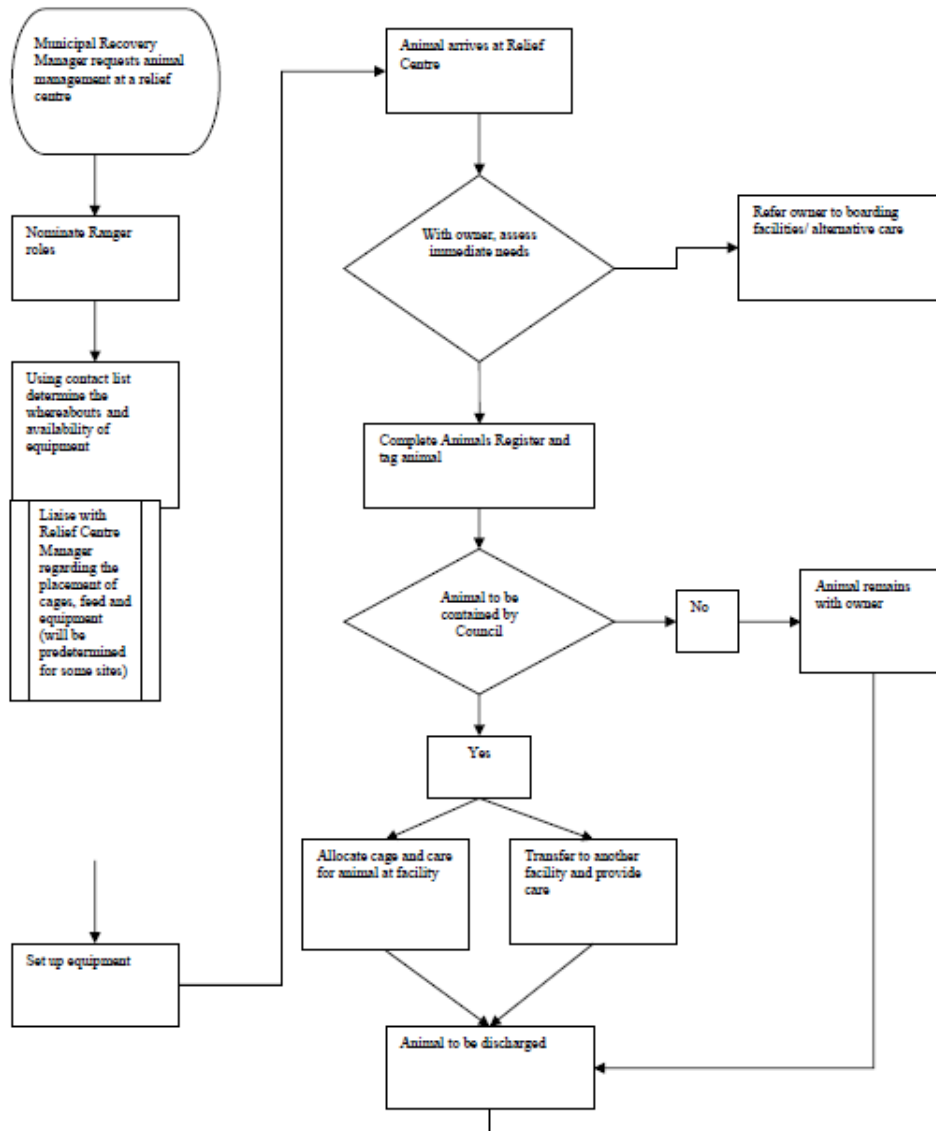 Municipal Recovery
Manager requests animal
management at a relief
centre
Nominate Ranger
roles
Using contact list
determine the
whereabouts and
availability of
equipment
Liaise with
Relief Centre
Manager
regarding the
placement of
cages, feed and
equipment
(will be
predetermined
for some sites)
Set up equipment
Animal arrives at Relief
Centre
With owner, assess
immediate needs
Refer owner to boarding
facilities/ alternative care
Complete Animals Register and
tag animal
Animal to be
contained by
Council
No
Animal remains
with owner
Yes
Allocate cage and care
for animal at facility
Transfer to another
facility and provide
care
Animal to be discharged